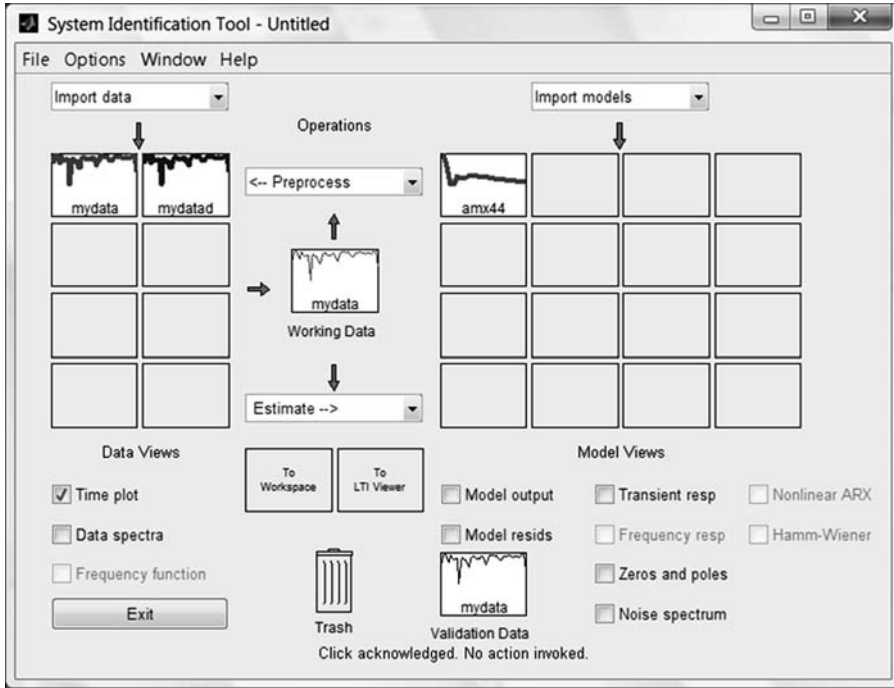 System Identification Tool - Untitled
File Options Window Help
Import data
Import models
Operations
mydata
mydatad
<-- Preprocess
amx44
mydata
Working Data
Estimate -->
Data Views
Model Views
To Workspace
To LTI Viewer
Time plot
Model output
Transient resp
Nonlinear ARX
Data spectra
Model resids
Frequency resp
Hamm-Wiener
Frequency function
Zeros and poles
Exit
mydata
Noise spectrum
Trash
Validation Data
Click acknowledged. No action invoked.